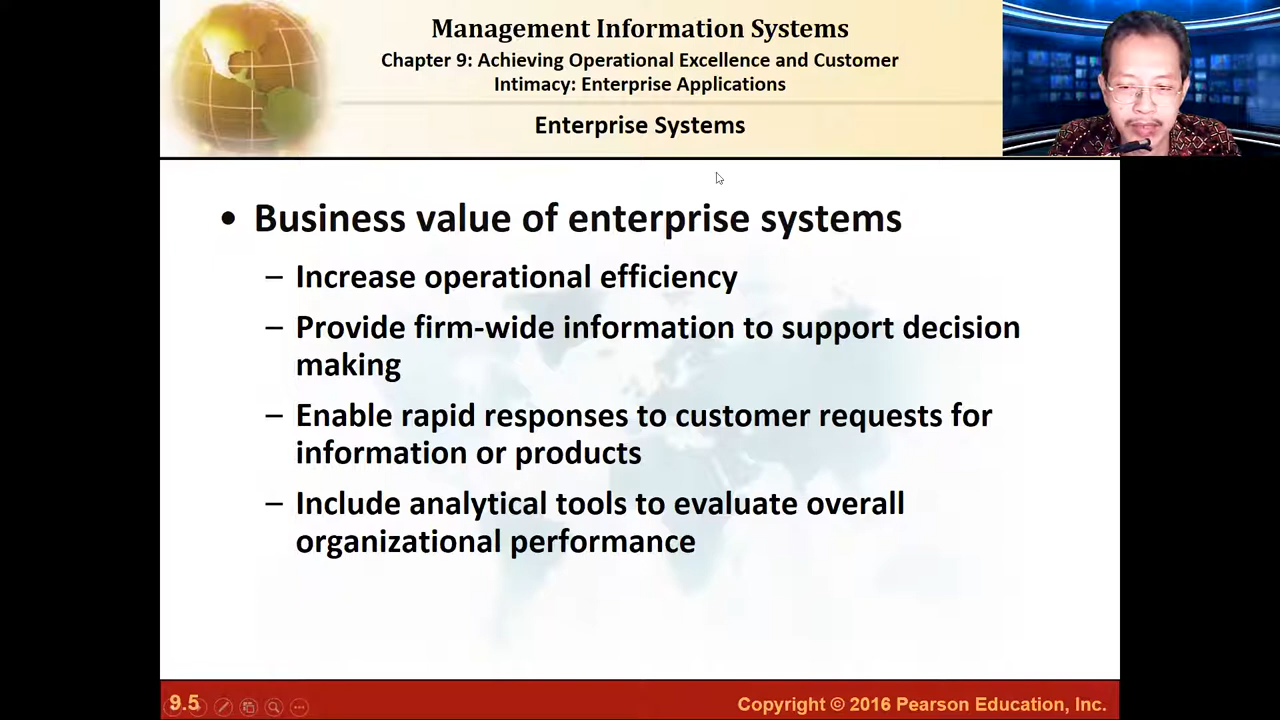 Management Information Systems
Chapter 9: Achieving Operational Excellence and Customer
Intimacy: Enterprise Applications
Enterprise Systems
• Business value of enterprise systems
– Increase operational efficiency
– Provide firm-wide information to support decision
making
– Enable rapid responses to customer requests for
information or products
– Include analytical tools to evaluate overall
organizational performance
9.5
Copyright © 2016 Pearson Education, Inc.